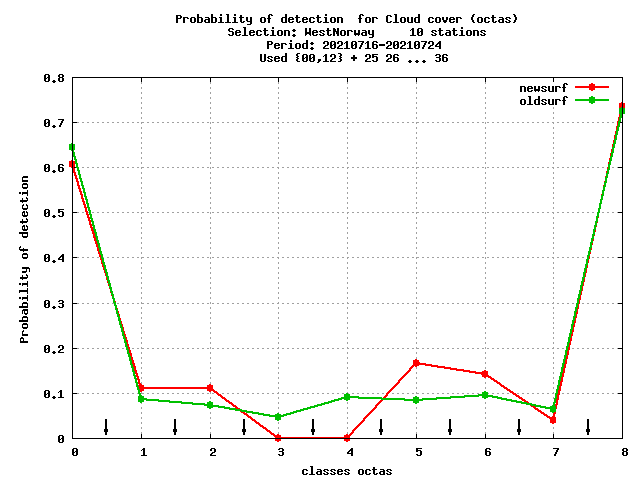 Probability of detection  for Cloud cover (octas)
Selection: WestNorway     10 stations
Period: 20210716-20210724
Used {00,12} + 25 26 ... 36
newsurf
oldsurf
0.8
0.7
0.6
0.5
0.4
0.3
0.2
0.1
0
Probability of detection
0 1 2 3 4 5 6 7 8
classes octas